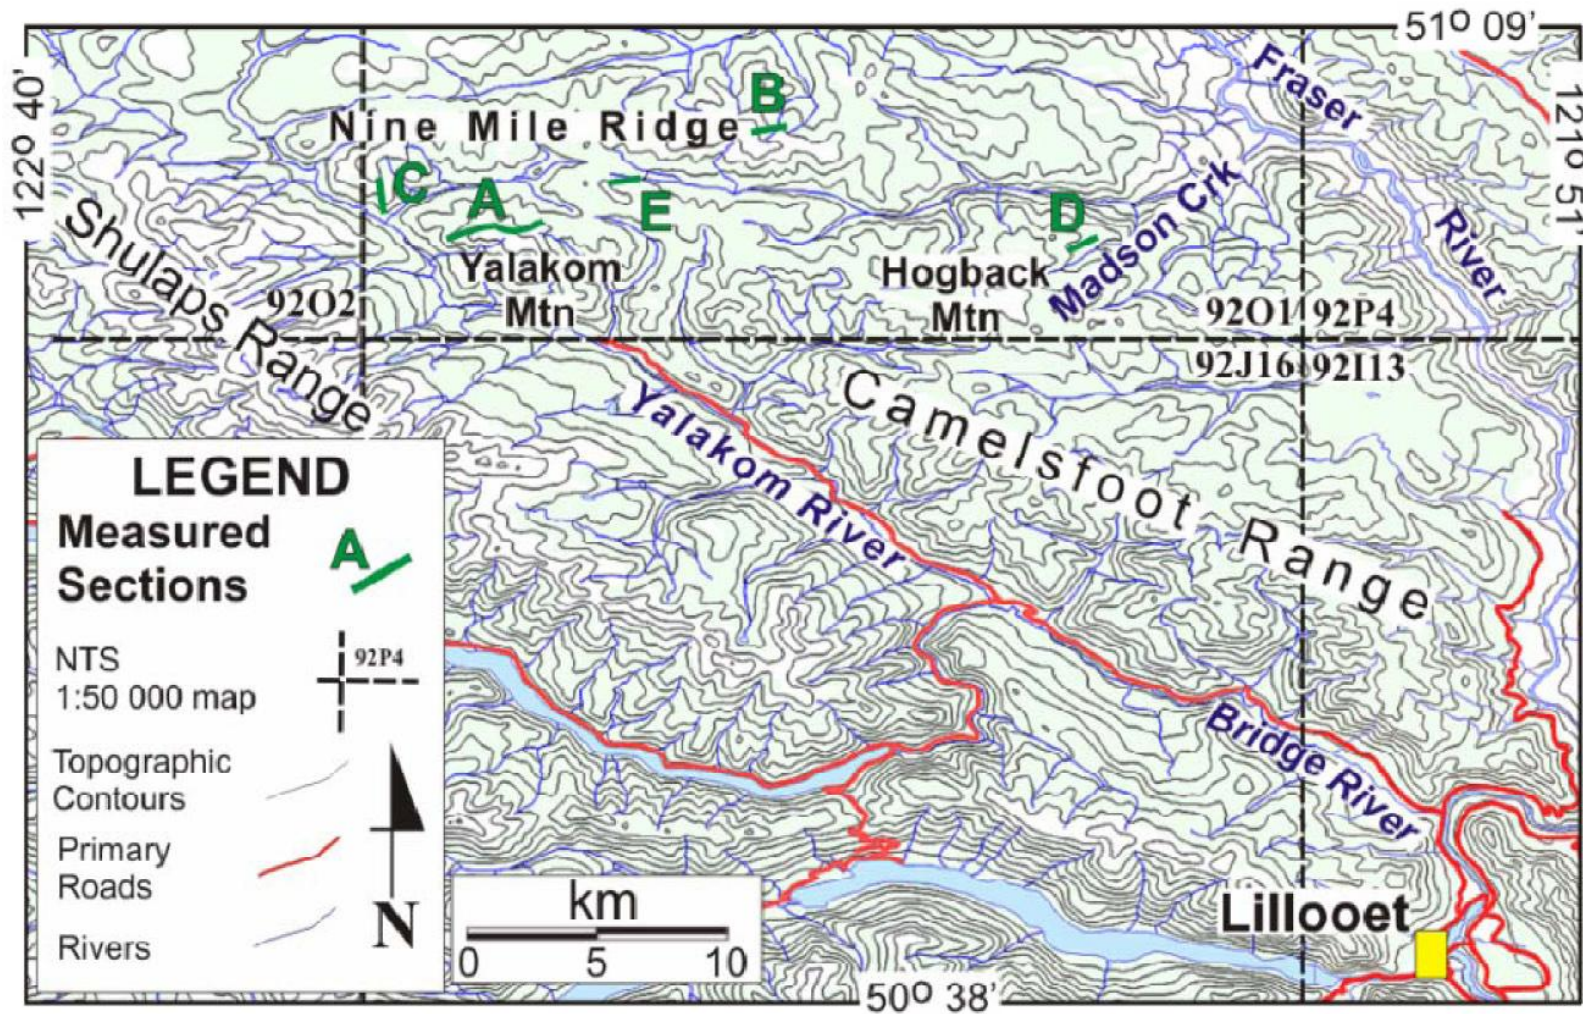 51º 09'
122º 40'
121º 51'
Fraser
River
B
Nine Mile Ridge
C
A
E
D
Madson Crk
Shulaps Range
Yalakom
Mtn
Hogback
Mtn
92O2
92O1
92P4
92J16
92I13
Camelsfoot Range
Yalakom River
Bridge River
LEGEND
Measured
Sections
A
NTS
1:50 000 map
92P4
Topographic
Contours
Primary
Roads
Rivers
N
km
0 5 10
Lillooet
50º 38'